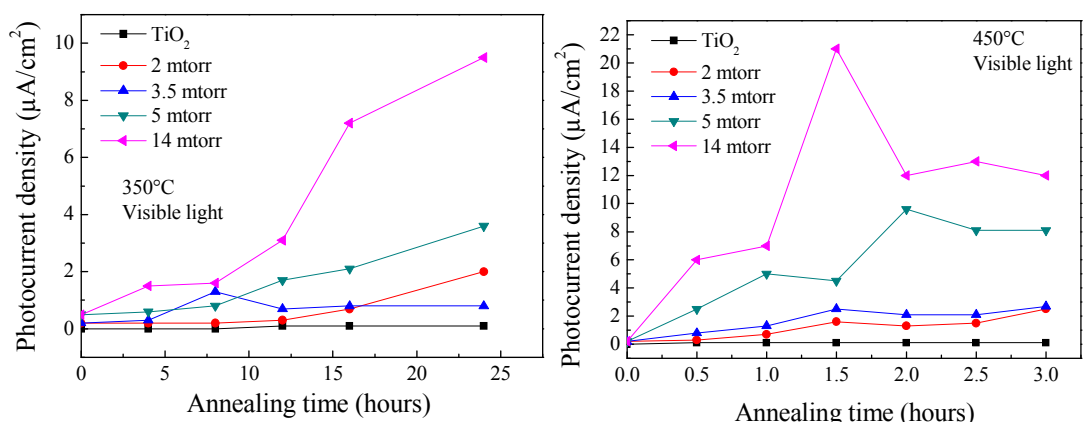 Photocurrent density (μA/cm²)
10
8
6
4
2
0
TiO₂
2 mtorr
3.5 mtorr
5 mtorr
14 mtorr
350°C
Visible light
0 5 10 15 20 25
Annealing time (hours)
Photocurrent density (μA/cm²)
22
20
18
16
14
12
10
8
6
4
2
0
TiO₂
2 mtorr
3.5 mtorr
5 mtorr
14 mtorr
450°C
Visible light
0.0 0.5 1.0 1.5 2.0 2.5 3.0
Annealing time (hours)